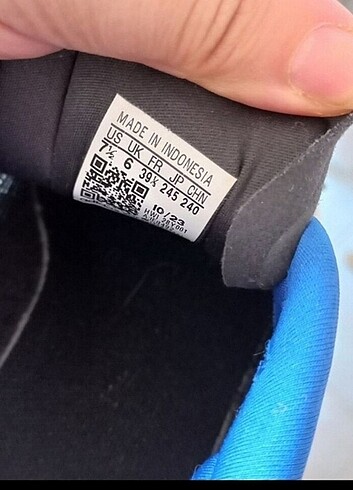 MADE IN INDONESIA
US UK FR JP CHN
7½ 6 39⅓ 245 240
10/23